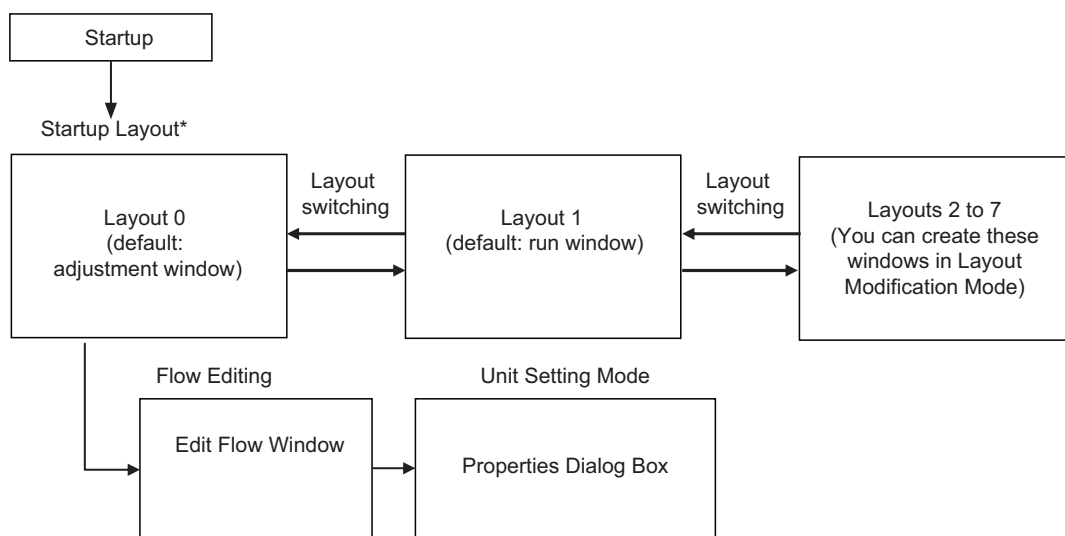 Startup
Startup Layout*
Layout 0
(default:
adjustment window)
Layout
switching
Layout 1
(default: run window)
Layout
switching
Layouts 2 to 7
(You can create these
windows in Layout
Modification Mode)
Flow Editing
Edit Flow Window
Unit Setting Mode
Properties Dialog Box